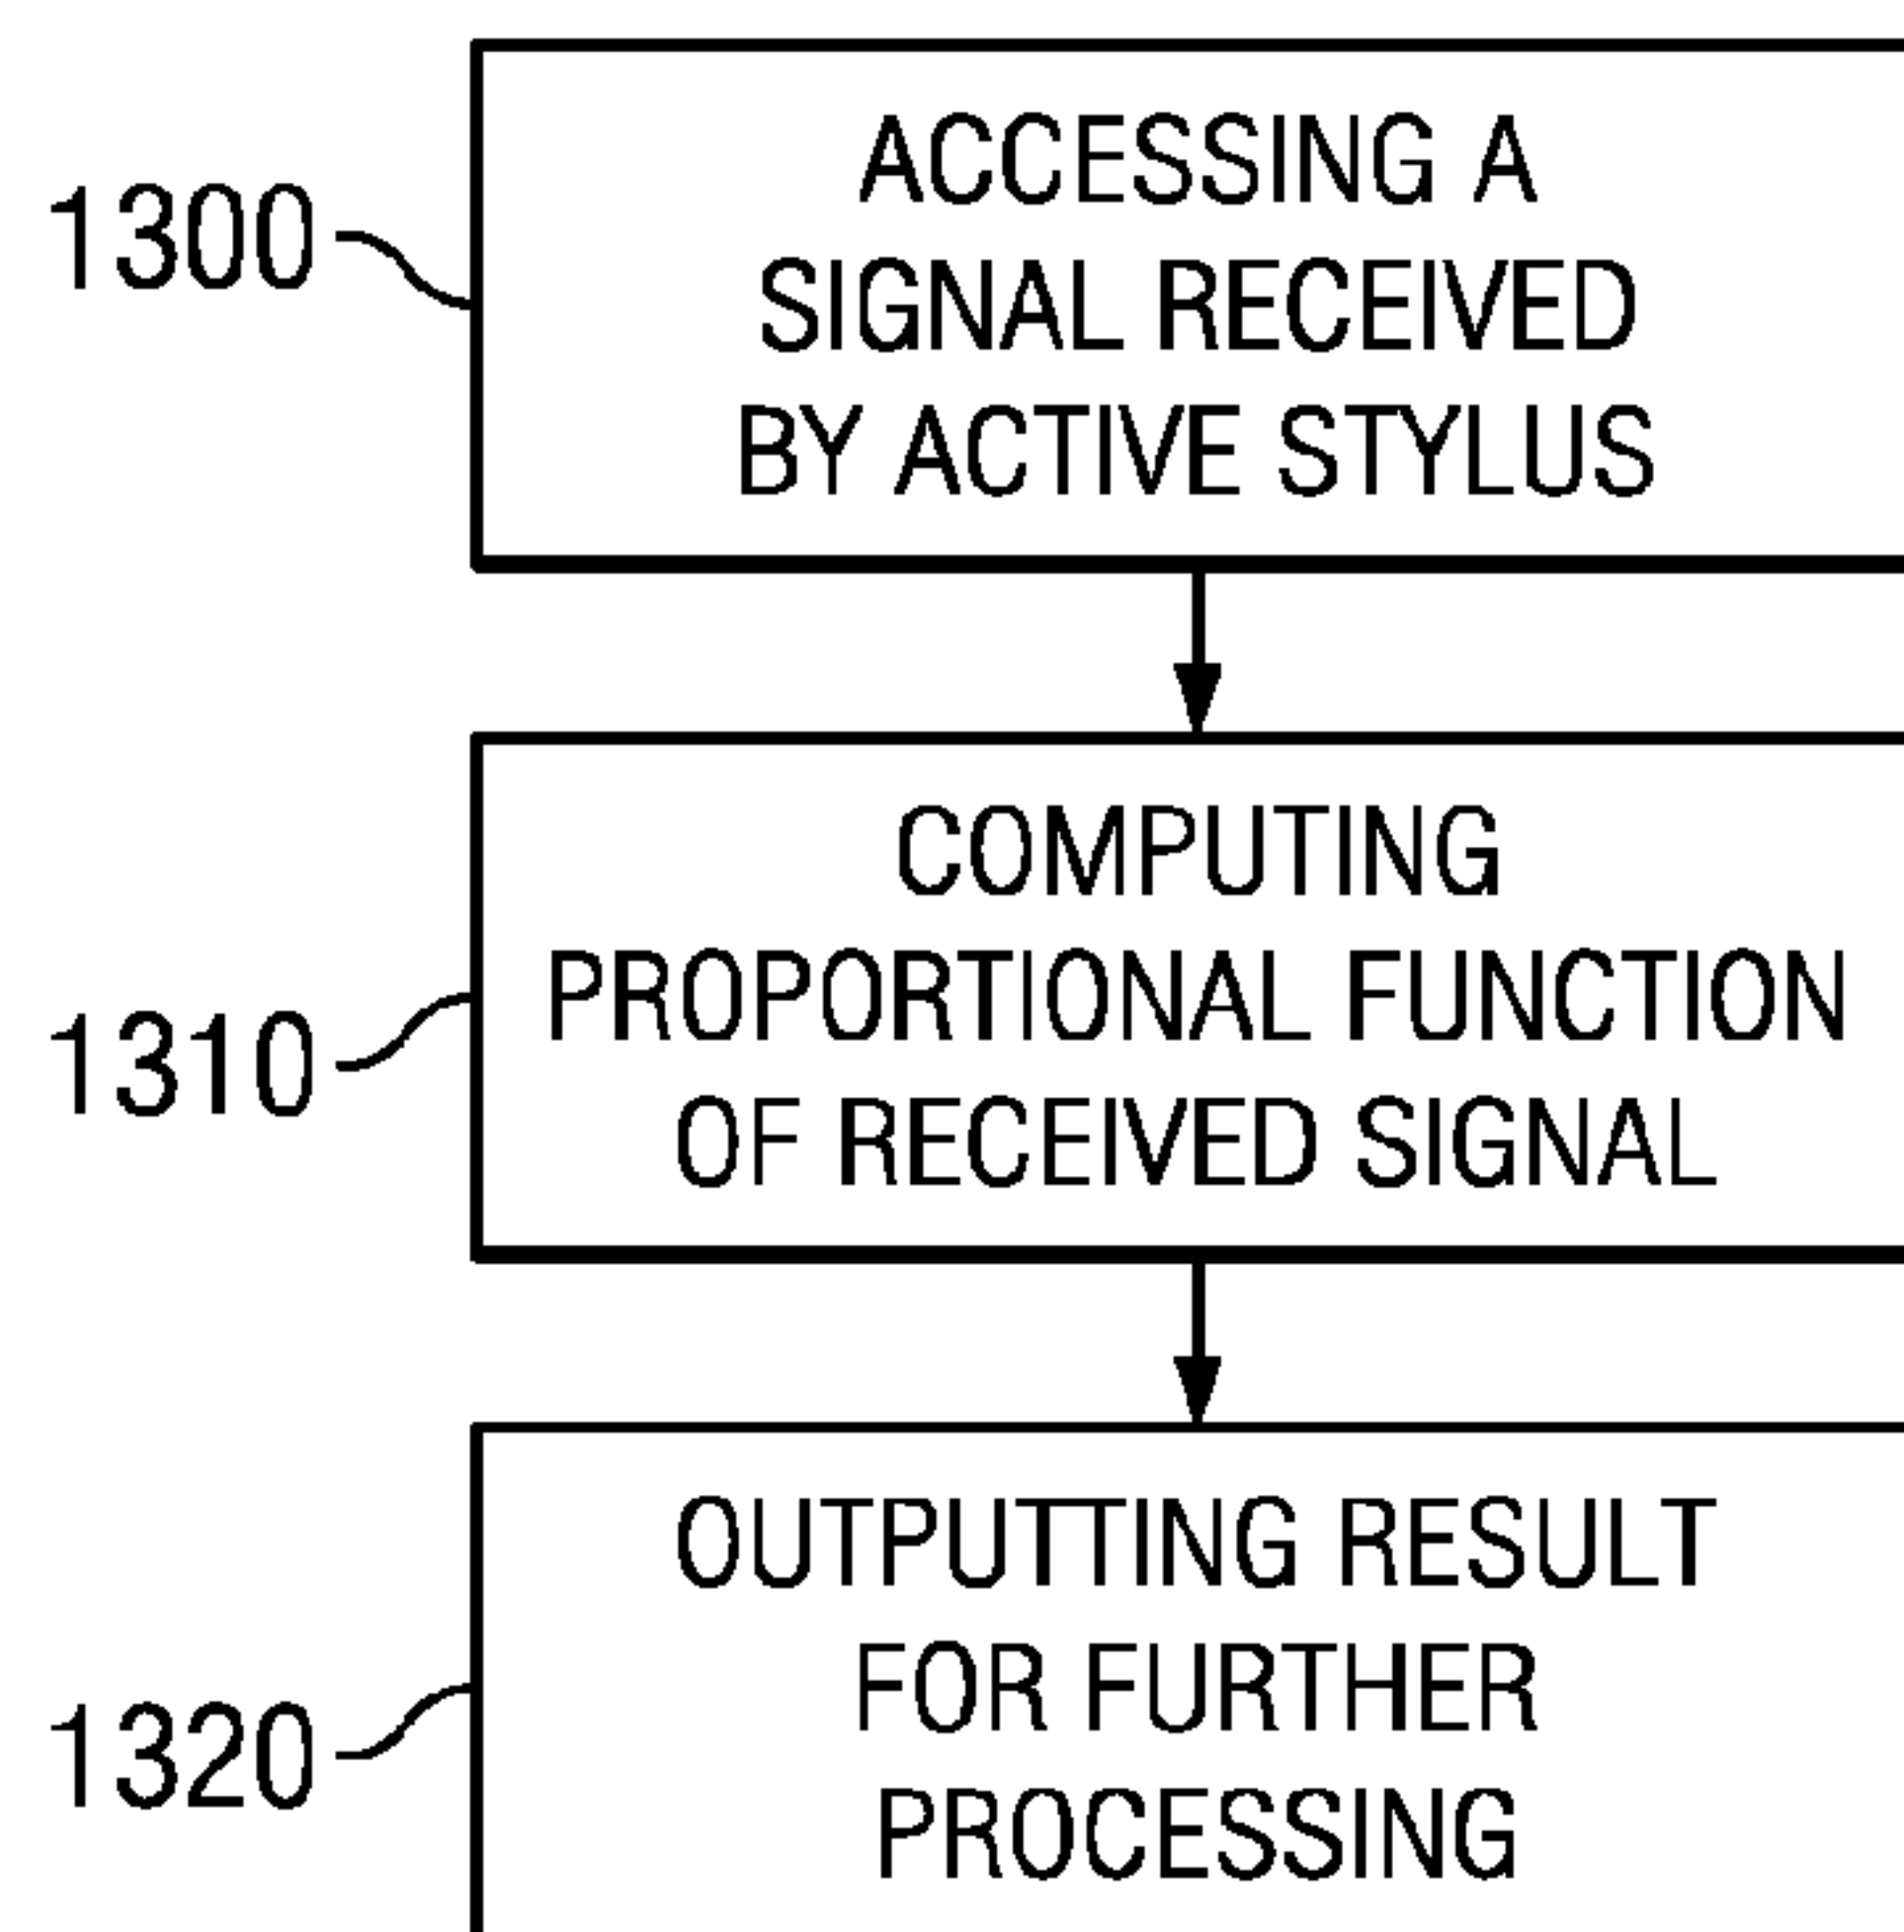 1300
ACCESSING A
SIGNAL RECEIVED
BY ACTIVE STYLUS
1310
COMPUTING
PROPORTIONAL FUNCTION
OF RECEIVED SIGNAL
1320
OUTPUTTING RESULT
FOR FURTHER
PROCESSING